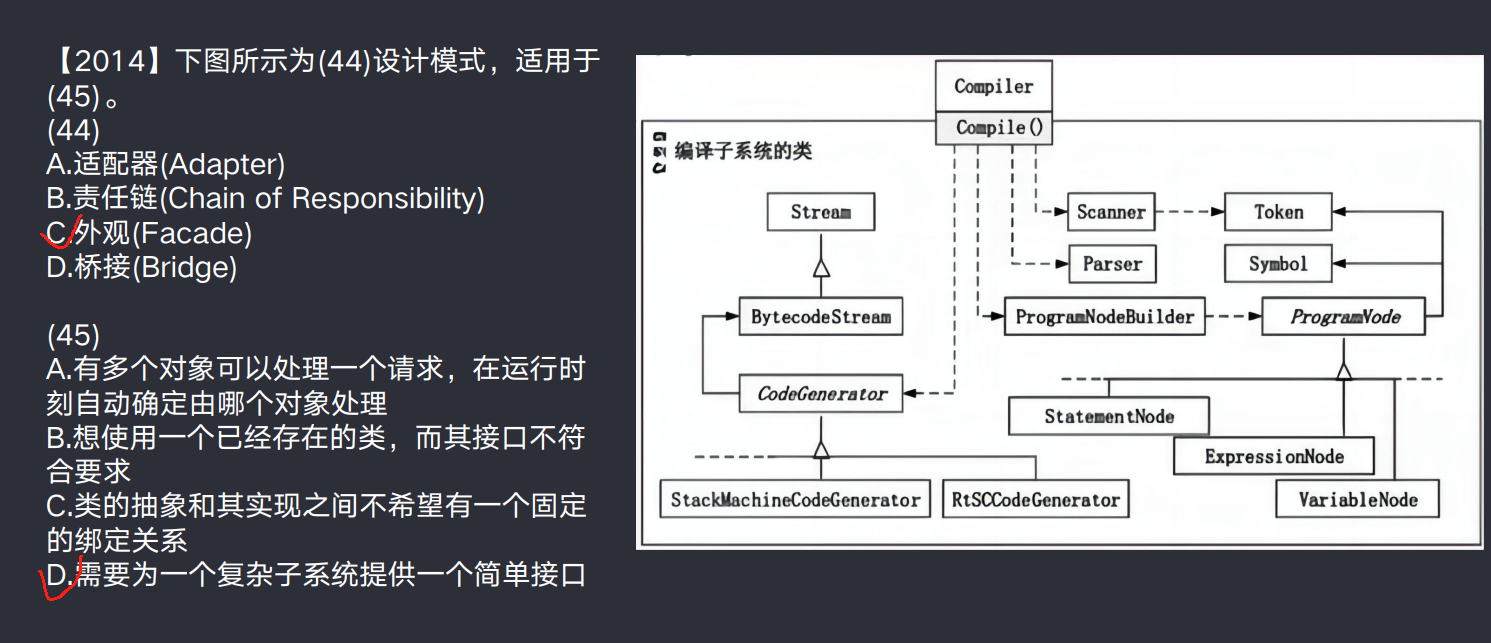 【2014】下图所示为(44)设计模式，适用于
(45)。
(44)
A.适配器(Adapter)
B.责任链(Chain of Responsibility)
C.外观(Facade)
D.桥接(Bridge)
(45)
A.有多个对象可以处理一个请求，在运行时
刻自动确定由哪个对象处理
B.想使用一个已经存在的类，而其接口不符
合要求
C.类的抽象和其实现之间不希望有一个固定
的绑定关系
D.需要为一个复杂子系统提供一个简单接口
Compiler
Compile()
编译子系统的类
Stream
Scanner
Token
Parser
Symbol
BytecodeStream
ProgramNodeBuilder
ProgramNode
CodeGenerator
StatementNode
ExpressionNode
StackMachineCodeGenerator
RtSCCodeGenerator
VariableNode